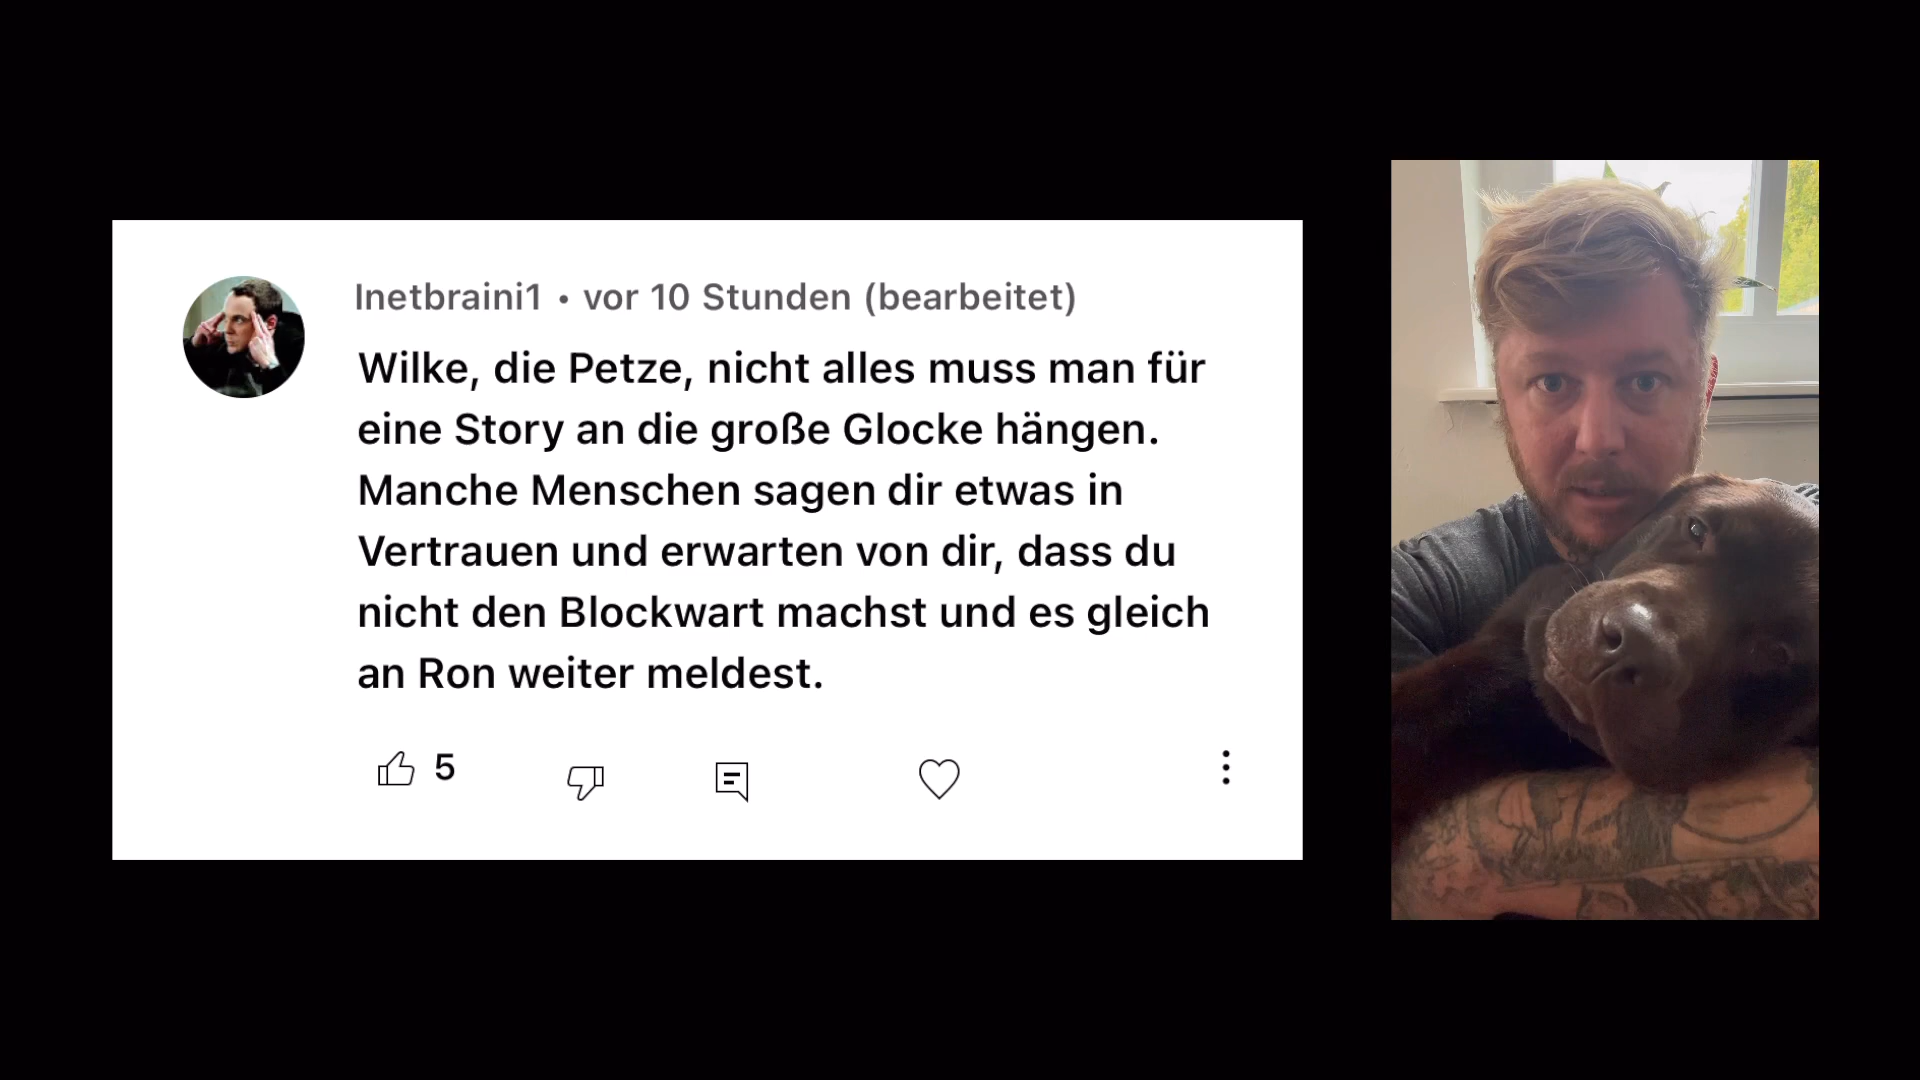 Inetbraini1 • vor 10 Stunden (bearbeitet)
Wilke, die Petze, nicht alles muss man für
eine Story an die große Glocke hängen.
Manche Menschen sagen dir etwas in
Vertrauen und erwarten von dir, dass du
nicht den Blockwart machst und es gleich
an Ron weiter meldest.
5